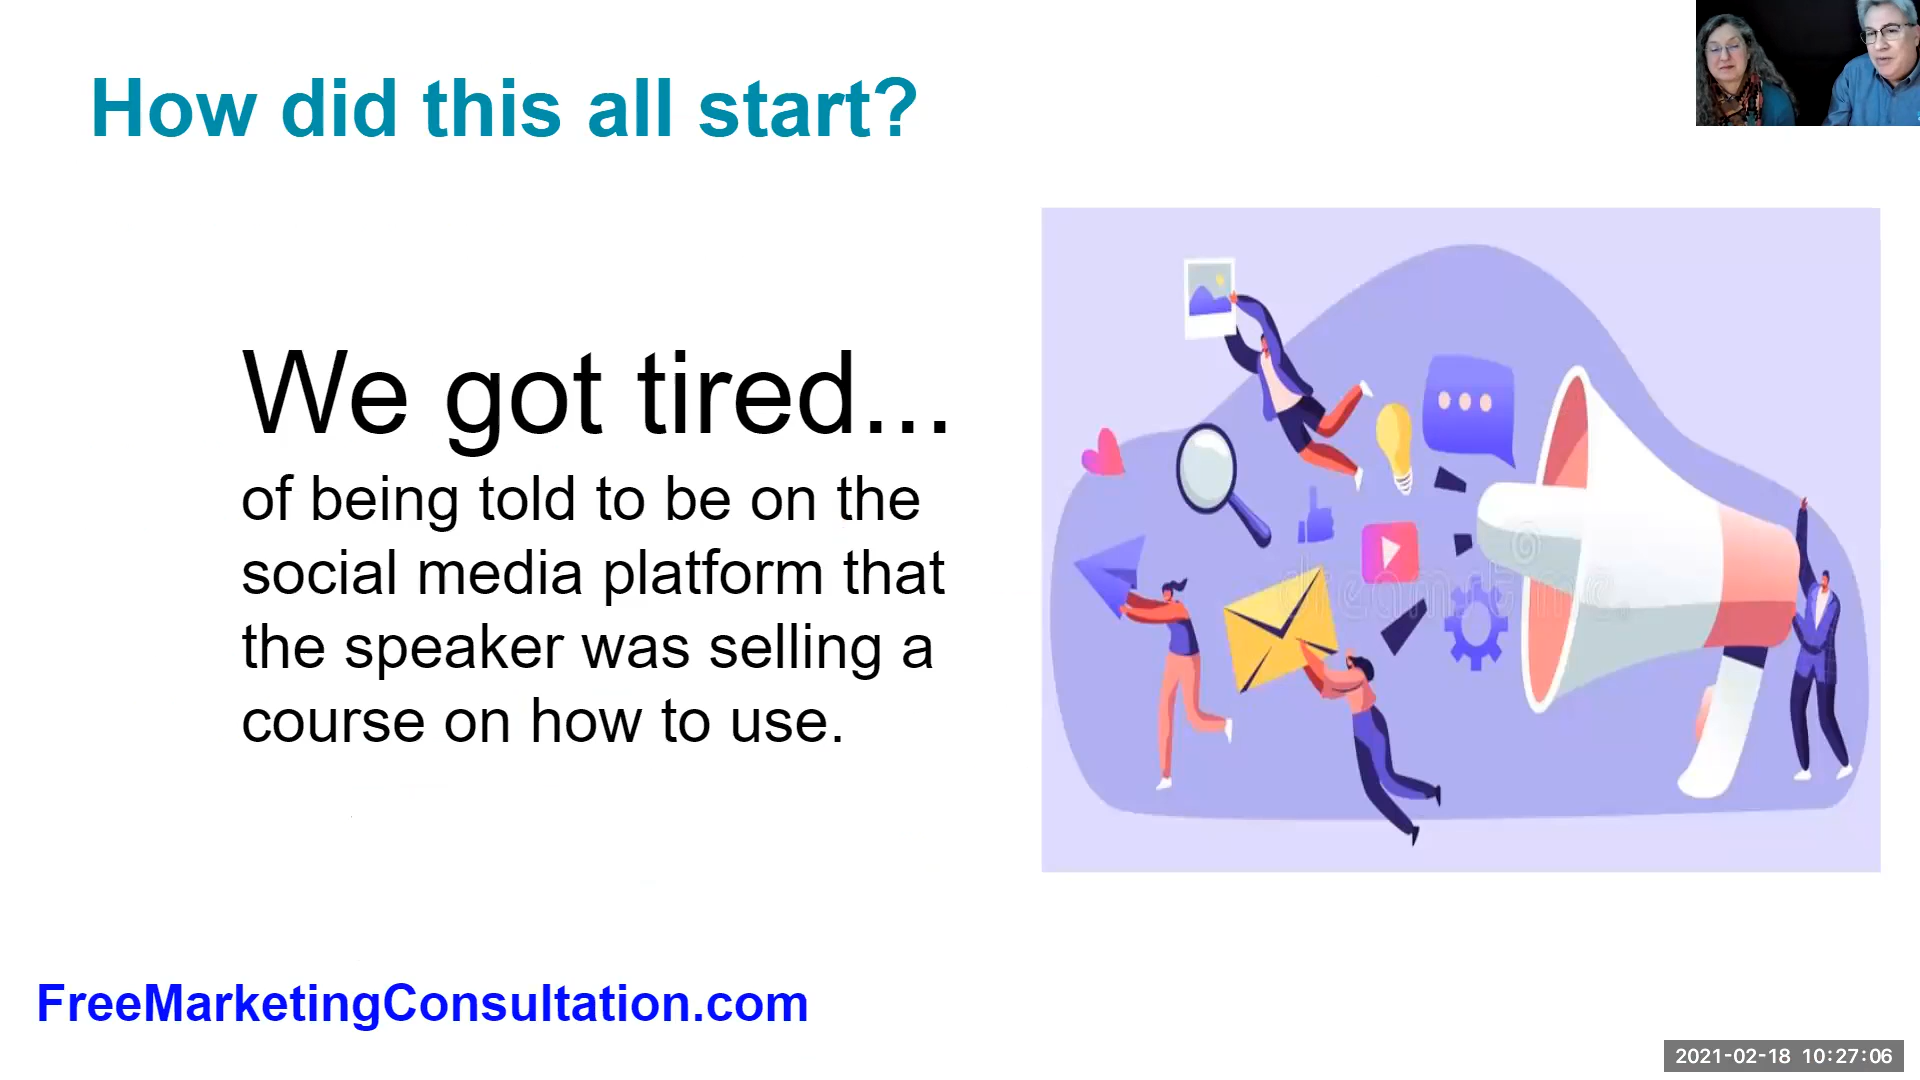 How did this all start?
We got tired...
of being told to be on the
social media platform that
the speaker was selling a
course on how to use.
dreamstime
FreeMarketingConsultation.com
2021-02-18 10:27:06